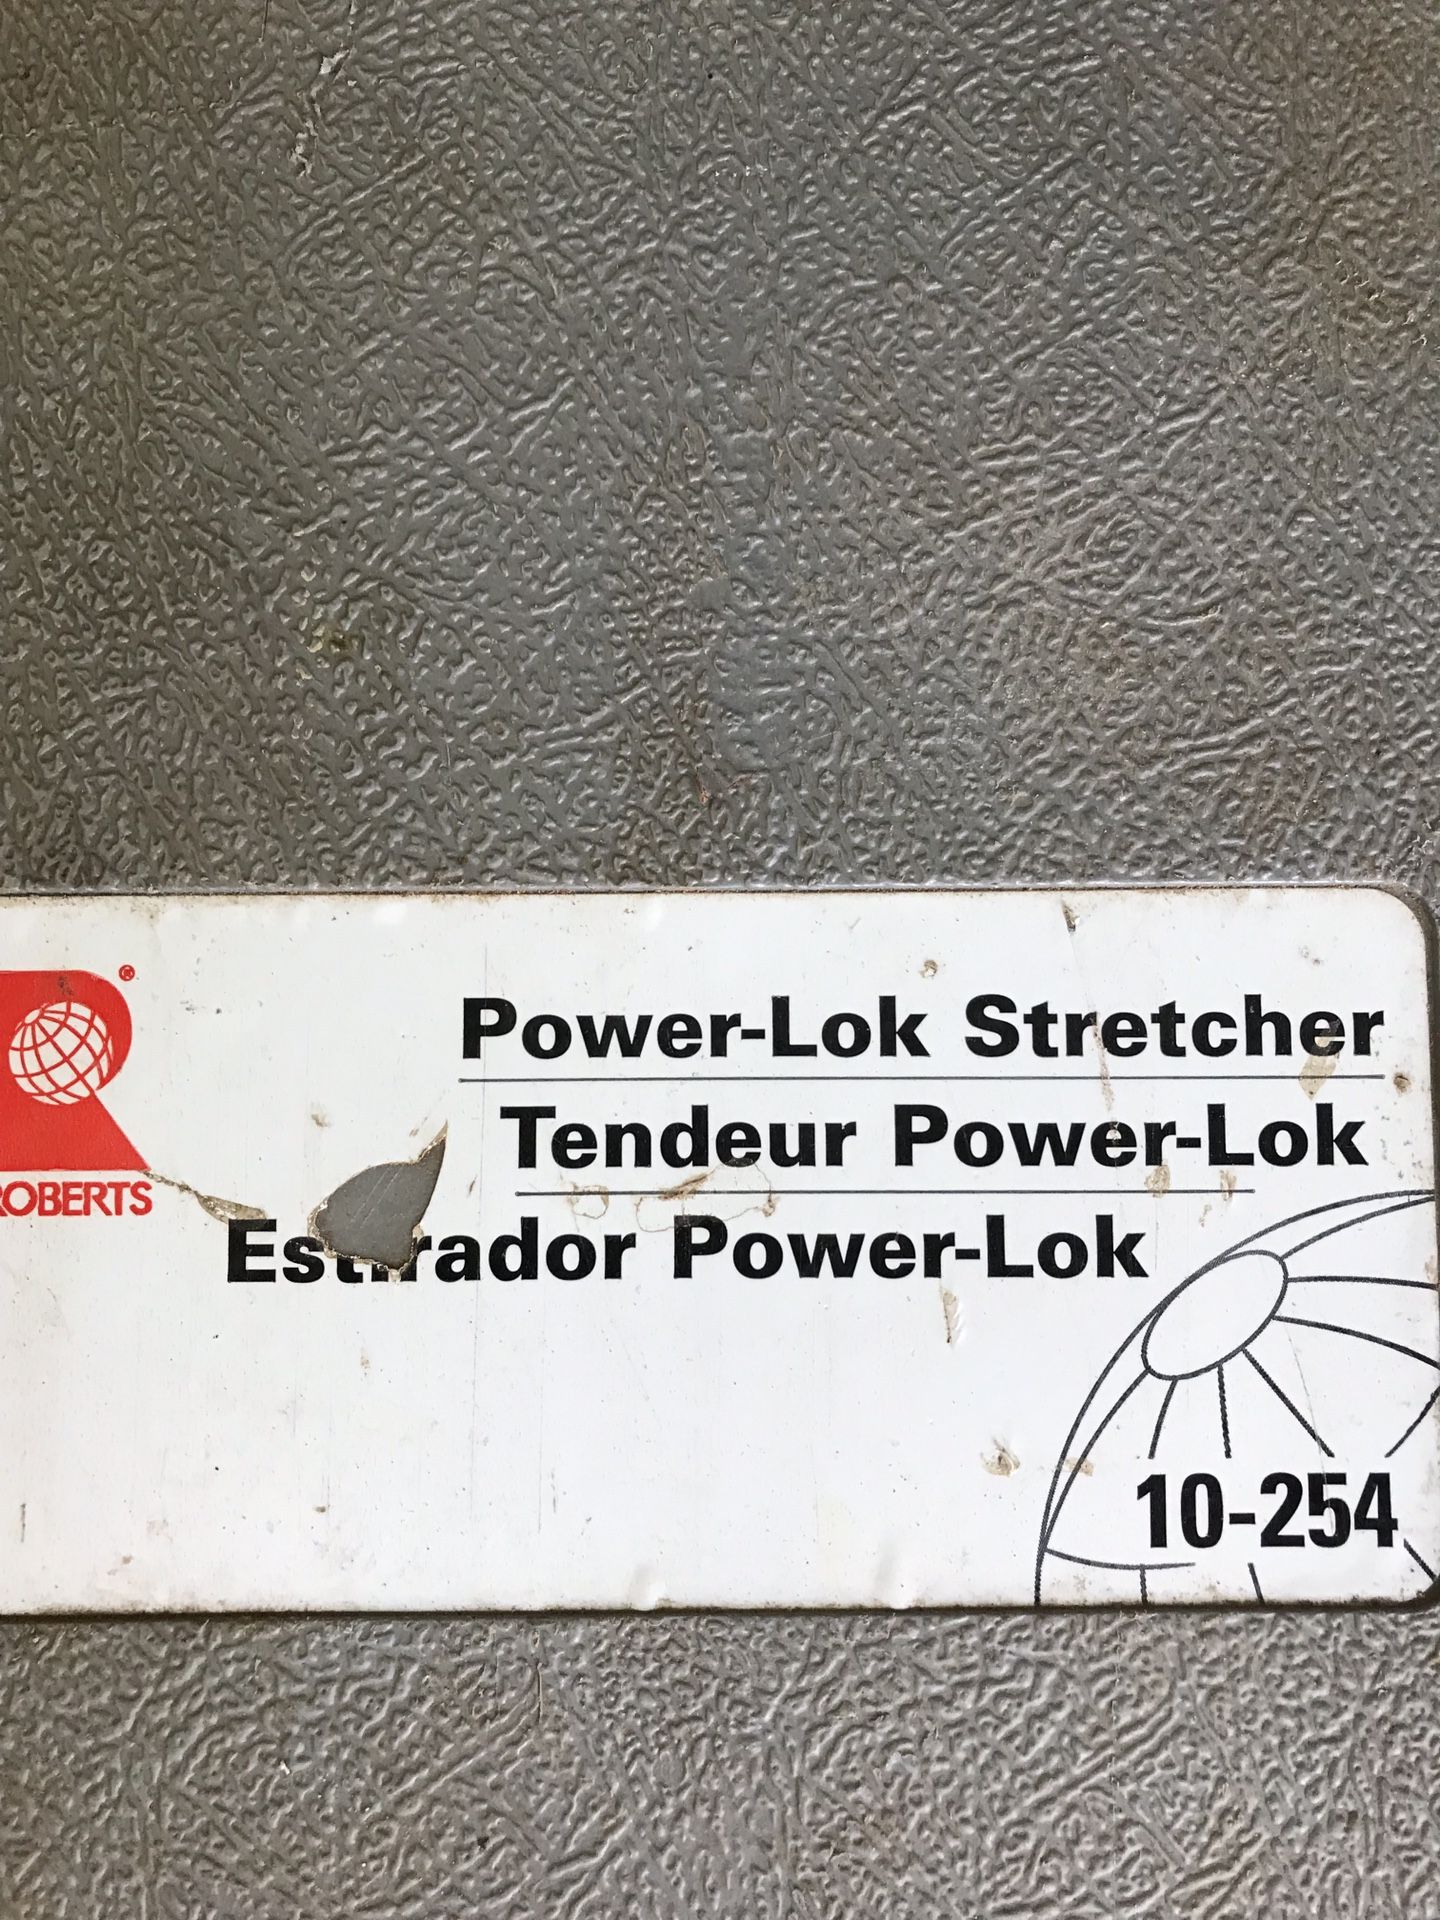 ®
ROBERTS
Power-Lok Stretcher
Tendeur Power-Lok
Estirador Power-Lok
10-254